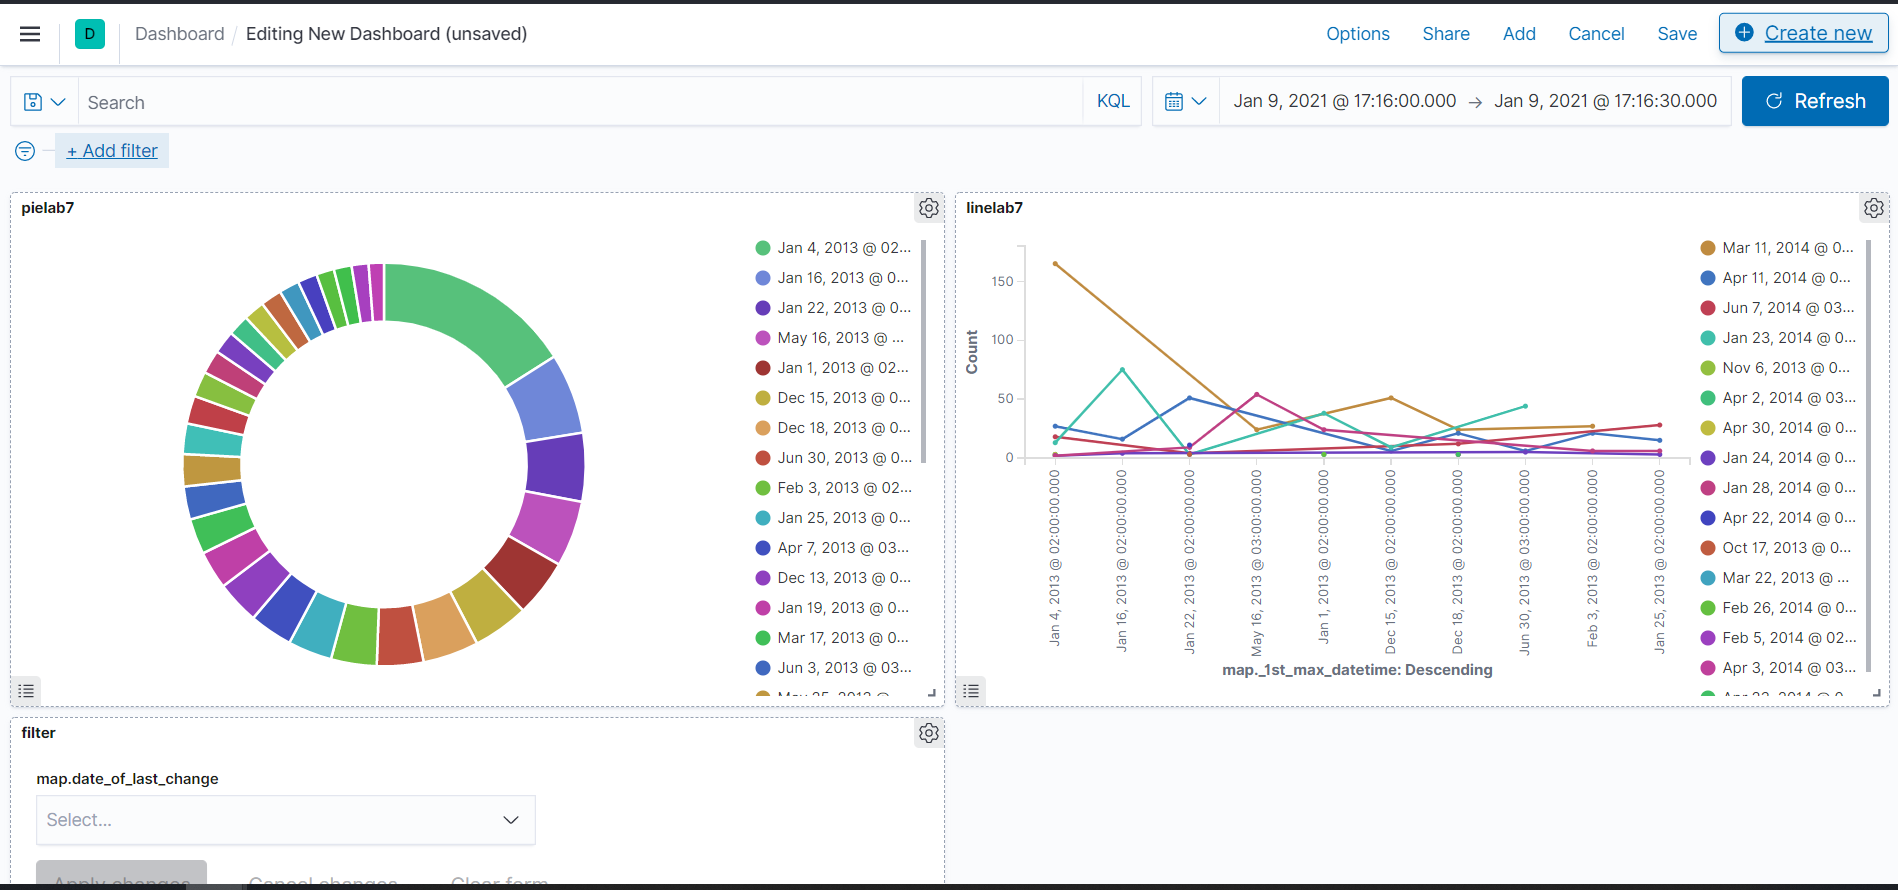 D Dashboard / Editing New Dashboard (unsaved) Options Share Add Cancel Save Create new
Search KQL Jan 9, 2021 @ 17:16:00.000 → Jan 9, 2021 @ 17:16:30.000 Refresh
+ Add filter
pielab7
Jan 4, 2013 @ 02...
Jan 16, 2013 @ 0...
Jan 22, 2013 @ 0...
May 16, 2013 @ ...
Jan 1, 2013 @ 02...
Dec 15, 2013 @ 0...
Dec 18, 2013 @ 0...
Jun 30, 2013 @ 0...
Feb 3, 2013 @ 02...
Jan 25, 2013 @ 0...
Apr 7, 2013 @ 03...
Dec 13, 2013 @ 0...
Jan 19, 2013 @ 0...
Mar 17, 2013 @ 0...
Jun 3, 2013 @ 03...
May 25, 2013 @
linelab7
Count
150
100
50
0
Jan 4, 2013 @ 02:00:00.000
Jan 16, 2013 @ 02:00:00.000
Jan 22, 2013 @ 02:00:00.000
May 16, 2013 @ 03:00:00.000
Jan 1, 2013 @ 02:00:00.000
Dec 15, 2013 @ 02:00:00.000
Dec 18, 2013 @ 02:00:00.000
Jun 30, 2013 @ 03:00:00.000
Feb 3, 2013 @ 02:00:00.000
Jan 25, 2013 @ 02:00:00.000
map._1st_max_datetime: Descending
Mar 11, 2014 @ 0...
Apr 11, 2014 @ 0...
Jun 7, 2014 @ 03...
Jan 23, 2014 @ 0...
Nov 6, 2013 @ 0...
Apr 2, 2014 @ 03...
Apr 30, 2014 @ 0...
Jan 24, 2014 @ 0...
Jan 28, 2014 @ 0...
Apr 22, 2014 @ 0...
Oct 17, 2013 @ 0...
Mar 22, 2013 @ ...
Feb 26, 2014 @ 0...
Feb 5, 2014 @ 02...
Apr 3, 2014 @ 03...
Apr 23, 2014 @ 0
filter
map.date_of_last_change
Select...
Apply changes Cancel changes Clear form